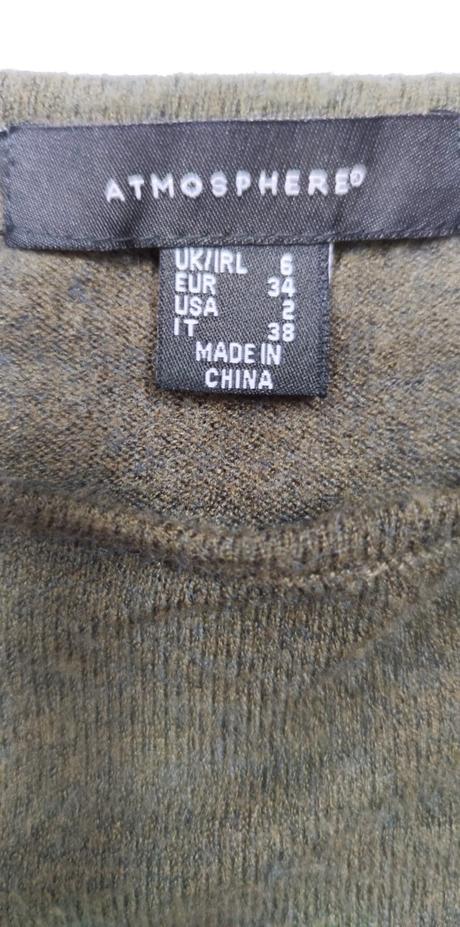 ATMOSPHERE®
UK/IRL 6
EUR 34
USA 2
IT 38
MADE IN
CHINA